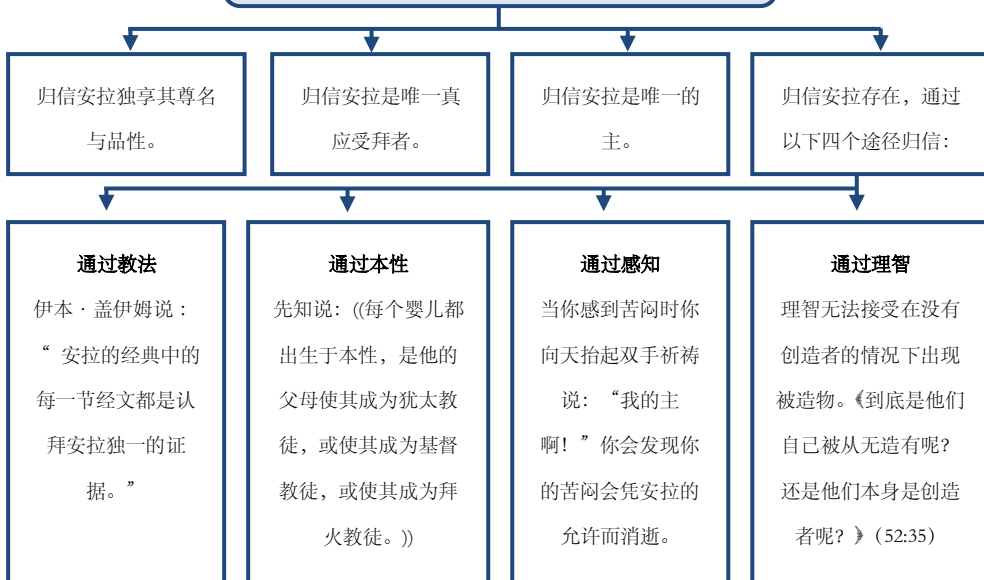 归信安拉独享其尊名
与品性。
归信安拉是唯一真
应受拜者。
归信安拉是唯一的
主。
归信安拉存在，通过
以下四个途径归信：
通过教法
伊本·盖伊姆说：
“ 安拉的经典中的
每一节经文都是认
拜安拉独一的证
据。”
通过本性
先知说：((每个婴儿都
出生于本性，是他的
父母使其成为犹太教
徒，或使其成为基督
教徒，或使其成为拜
火教徒。))
通过感知
当你感到苦闷时你
向天抬起双手祈祷
说：“我的主
啊！”你会发现你
的苦闷会凭安拉的
允许而消逝。
通过理智
理智无法接受在没有
创造者的情况下出现
被造物。《到底是他们
自己被从无造有呢？
还是他们本身是创造
者呢？》（52:35）